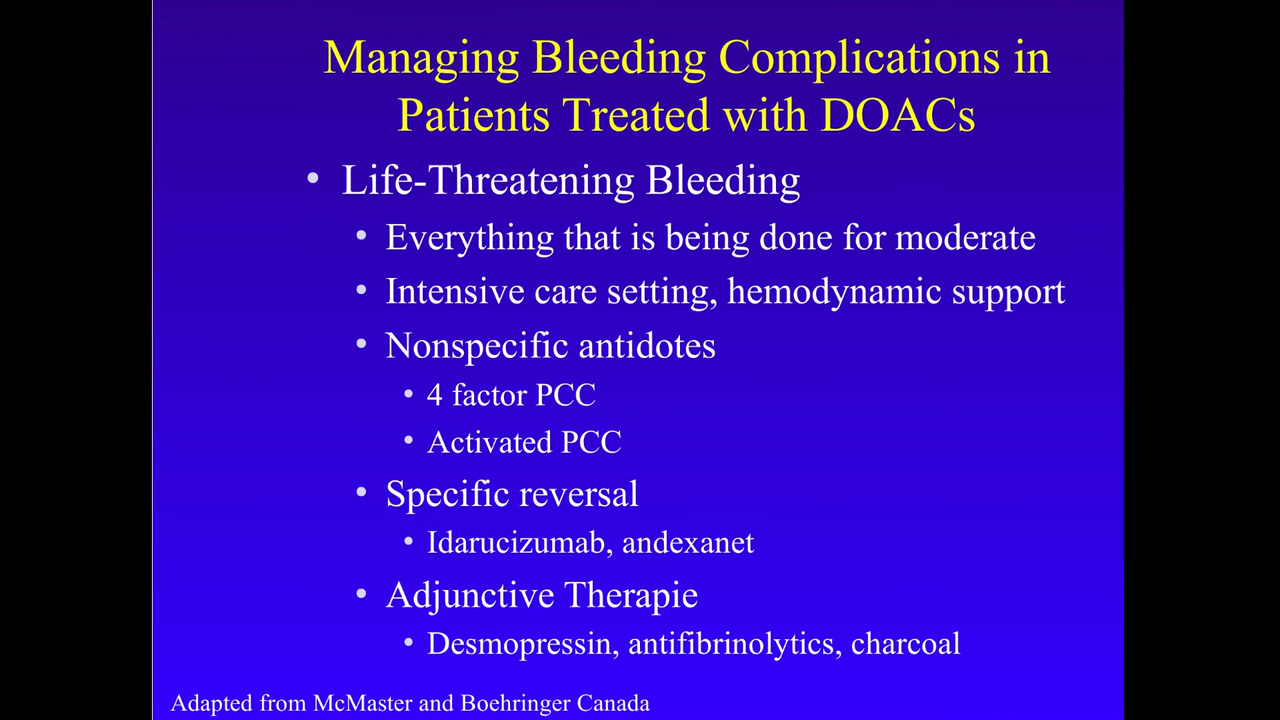 Managing Bleeding Complications in
Patients Treated with DOACs
• Life-Threatening Bleeding
• Everything that is being done for moderate
• Intensive care setting, hemodynamic support
• Nonspecific antidotes
• 4 factor PCC
• Activated PCC
• Specific reversal
• Idarucizumab, andexanet
• Adjunctive Therapie
• Desmopressin, antifibrinolytics, charcoal
Adapted from McMaster and Boehringer Canada